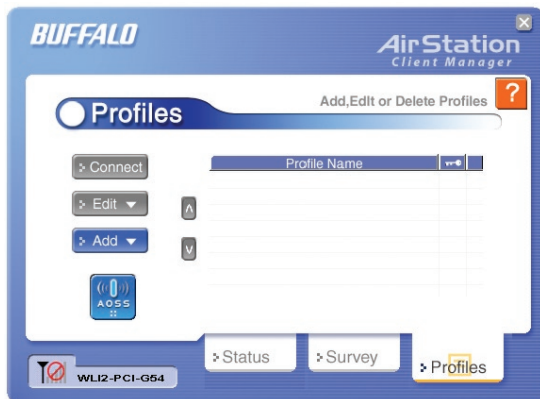 BUFFALO
AirStation
Client Manager
Profiles
Add,Edit or Delete Profiles
?
Connect
Profile Name
Edit
Add
AOSS
Status
Survey
Profiles
WLI2-PCI-G54